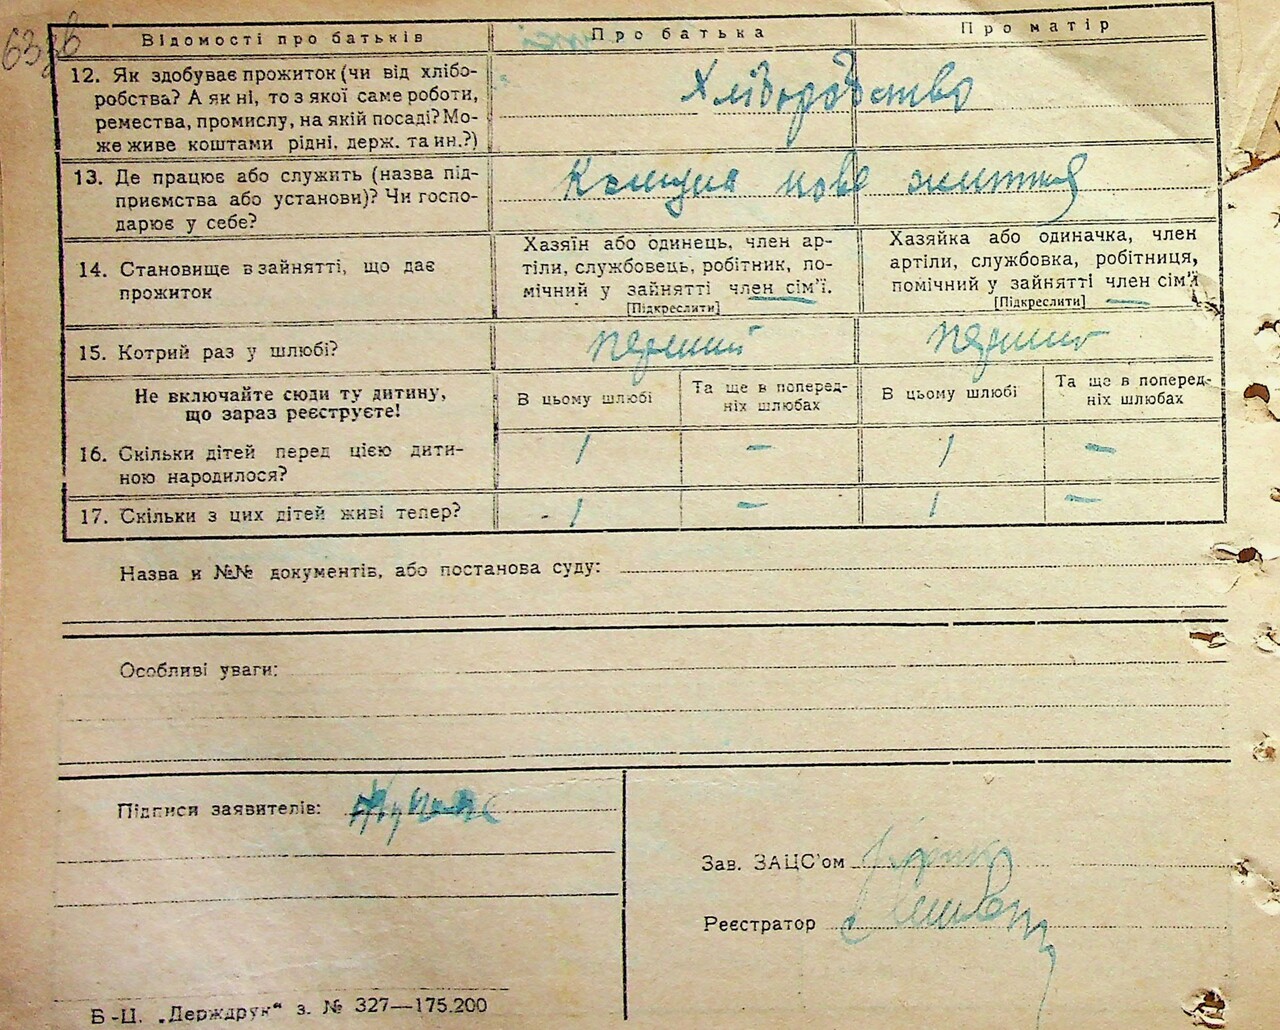 63зв
Відомості про батьків Про батька Про матір
12. Як здобуває прожиток (чи від хлібо-
робства? А як ні, то з якої саме роботи,
ремества, промислу, на якій посаді? Мо-
же живе коштами рідні, держ. та ин.?)
Хліборобство
13. Де працює або служить (назва під-
приємства або установи)? Чи госпо-
дарює у себе?
нове життя
14. Становище в зайнятті, що дає
прожиток
Хазяїн або одинець, член ар-
тіли, службовець, робітник, по-
мічний у зайнятті член сім'ї.
[Підкреслити]
Хазяйка або одиначка, член
артіли, службовка, робітниця,
помічний у зайнятті член сім'ї
[Підкреслити]
15. Котрий раз у шлюбі? перший перший
Не включайте сюди ту дитину,
що зараз реєструєте!
В цьому шлюбі
Та ще в поперед-
ніх шлюбах
В цьому шлюбі
Та ще в поперед-
ніх шлюбах
16. Скільки дітей перед цією дити-
ною народилося?
1 — 1 —
17. Скільки з цих дітей живі тепер? 1 — 1 —
Назва и №№ документів, або постанова суду:
Особливі уваги:
Підписи заявителів:
Зав. ЗАЦС'ом
Реєстратор
Б-Ц. „Держдрук" з. № 327—175.200